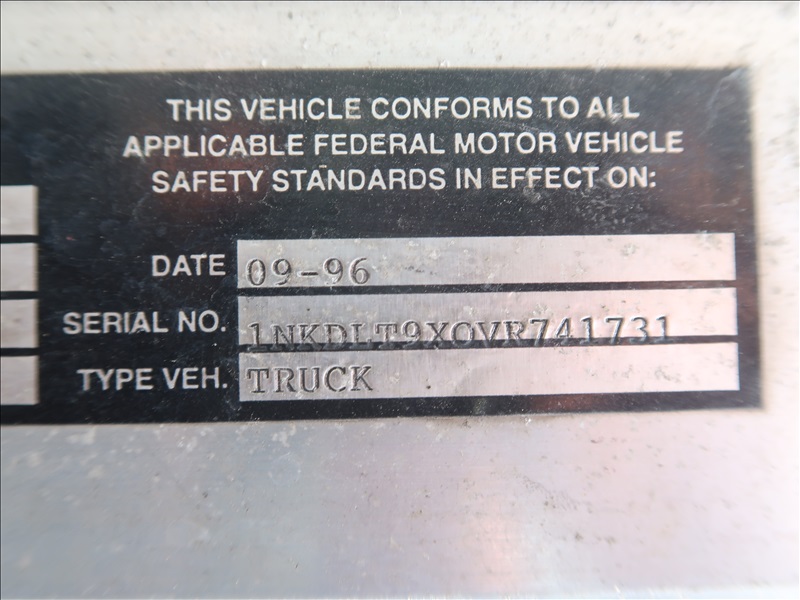 THIS VEHICLE CONFORMS TO ALL
APPLICABLE FEDERAL MOTOR VEHICLE
SAFETY STANDARDS IN EFFECT ON:
DATE 09-96
SERIAL NO. 1NKDLT9X0VR741731
TYPE VEH. TRUCK